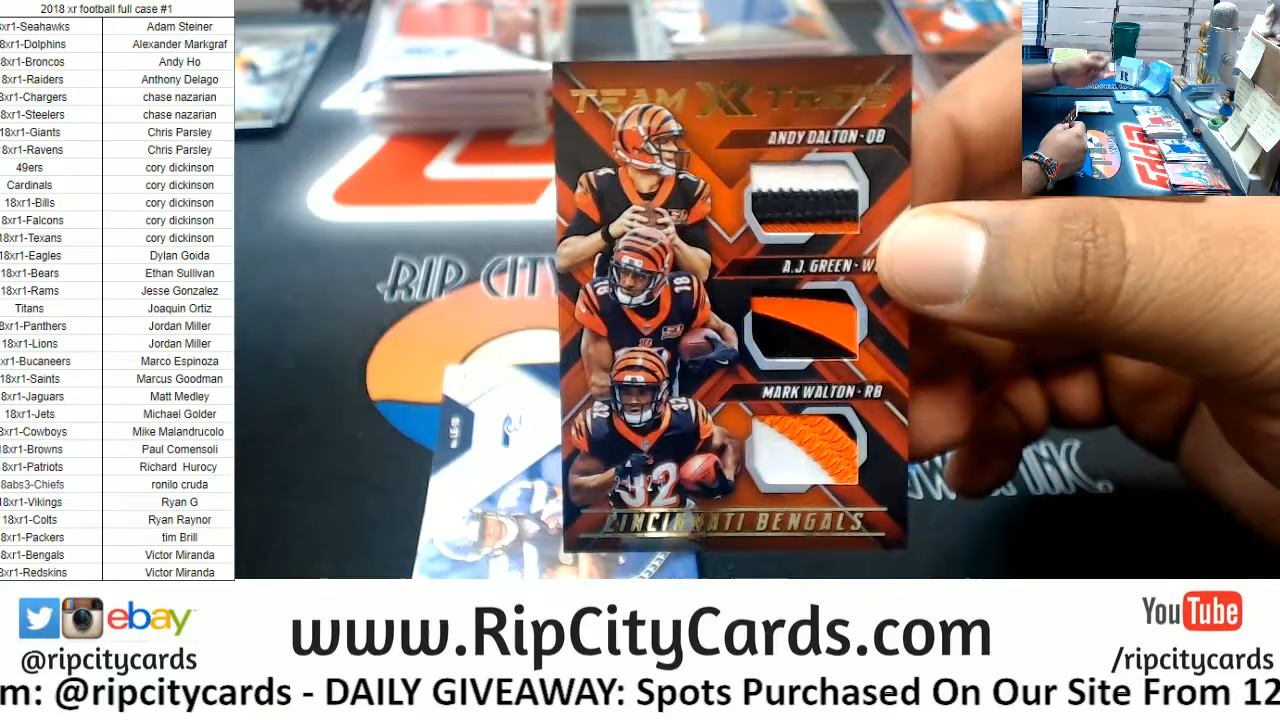 2018 xr football full case #1
8xr1-Seahawks Adam Steiner
8xr1-Dolphins Alexander Markgraf
8xr1-Broncos Andy Ho
8xr1-Raiders Anthony Delago
8xr1-Chargers chase nazarian
8xr1-Steelers chase nazarian
18xr1-Giants Chris Parsley
18xr1-Ravens Chris Parsley
49ers cory dickinson
Cardinals cory dickinson
18xr1-Bills cory dickinson
8xr1-Falcons cory dickinson
18xr1-Texans cory dickinson
18xr1-Eagles Dylan Goida
18xr1-Bears Ethan Sullivan
18xr1-Rams Jesse Gonzalez
Titans Joaquin Ortiz
8xr1-Panthers Jordan Miller
18xr1-Lions Jordan Miller
xr1-Bucaneers Marco Espinoza
18xr1-Saints Marcus Goodman
8xr1-Jaguars Matt Medley
18xr1-Jets Michael Golder
8xr1-Cowboys Mike Malandrucolo
18xr1-Browns Paul Comensoli
8xr1-Patriots Richard Hurocy
8abs3-Chiefs ronilo cruda
18xr1-Vikings Ryan G
18xr1-Colts Ryan Raynor
8xr1-Packers tim Brill
8xr1-Bengals Victor Miranda
8xr1-Redskins Victor Miranda
TEAM XR TRIOS
ANDY DALTON · QB
A.J. GREEN · W
MARK WALTON · RB
CINCINNATI BENGALS
RIP CITY
ebay
@ripcitycards
www.RipCityCards.com
YouTube
/ripcitycards
m: @ripcitycards - DAILY GIVEAWAY: Spots Purchased On Our Site From 12